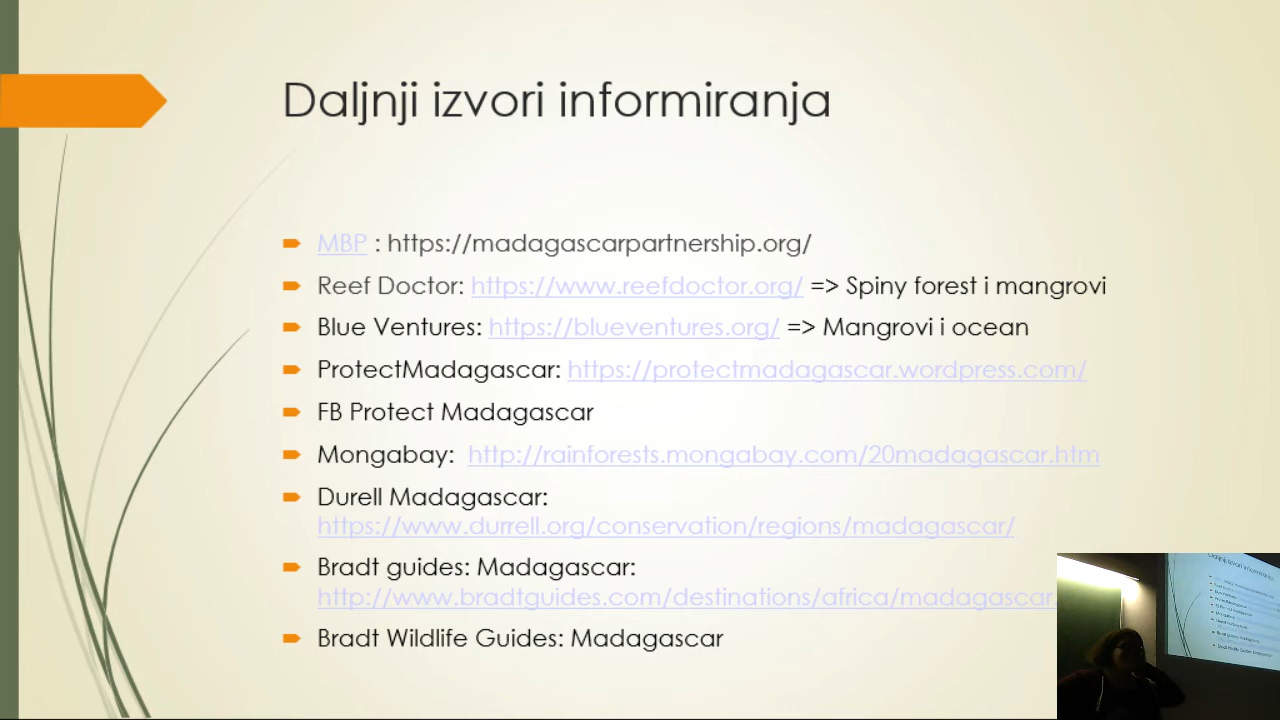 Daljnji izvori informiranja
MBP : https://madagascarpartnership.org/
Reef Doctor: https://www.reefdoctor.org/ => Spiny forest i mangrovi
Blue Ventures: https://blueventures.org/ => Mangrovi i ocean
ProtectMadagascar: https://protectmadagascar.wordpress.com/
FB Protect Madagascar
Mongabay: http://rainforests.mongabay.com/20madagascar.htm
Durell Madagascar:
https://www.durrell.org/conservation/regions/madagascar/
Bradt guides: Madagascar:
http://www.bradtguides.com/destinations/africa/madagascar.
Bradt Wildlife Guides: Madagascar
Daljnji izvori informiranja